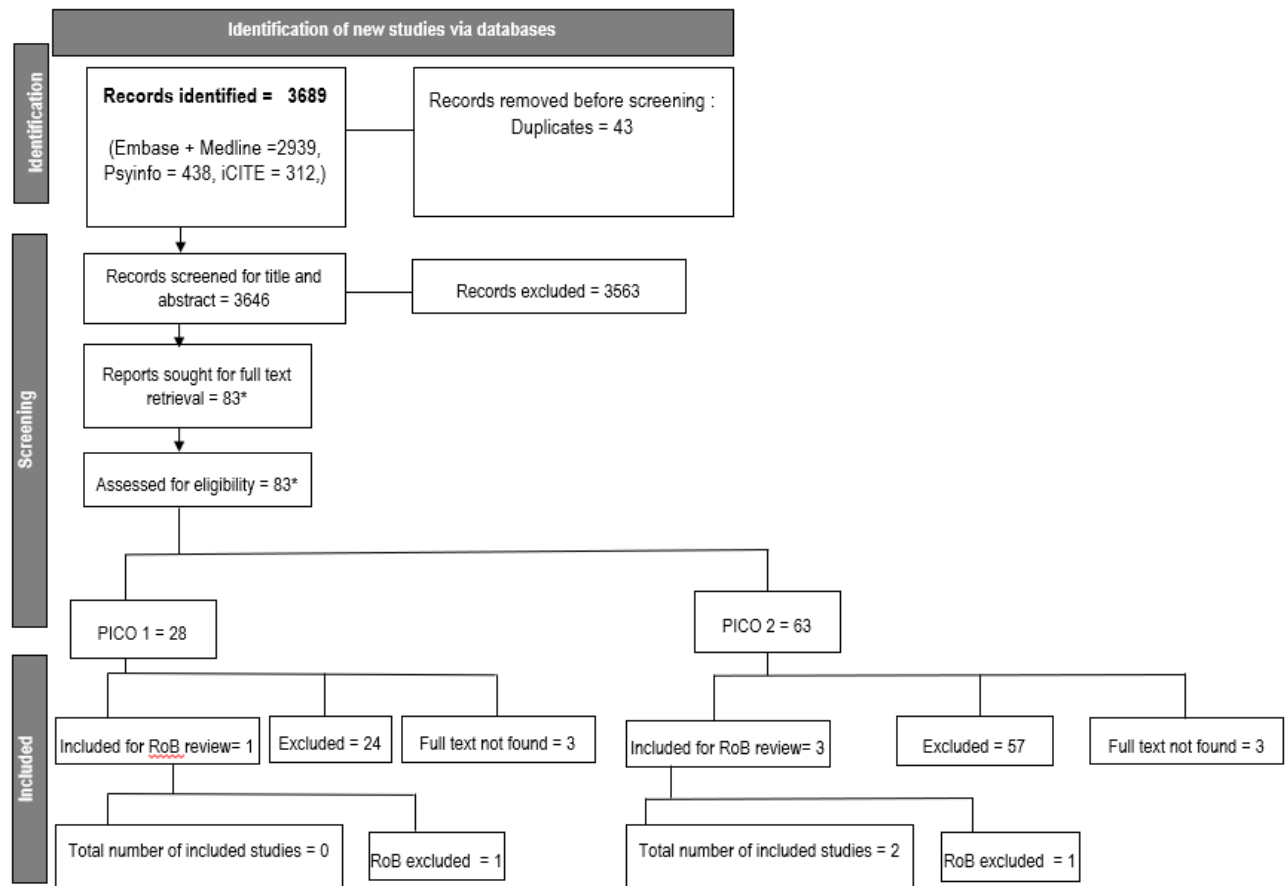 Identification of new studies via databases
Identification
Records identified = 3689
(Embase + Medline =2939,
Psyinfo = 438, iCITE = 312,)
Records removed before screening :
Duplicates = 43
Screening
Records screened for title and
abstract = 3646
Records excluded = 3563
Reports sought for full text
retrieval = 83*
Assessed for eligibility = 83*
PICO 1 = 28
PICO 2 = 63
Included
Included for RoB review= 1
Excluded = 24
Full text not found = 3
Included for RoB review= 3
Excluded = 57
Full text not found = 3
Total number of included studies = 0
RoB excluded = 1
Total number of included studies = 2
RoB excluded = 1